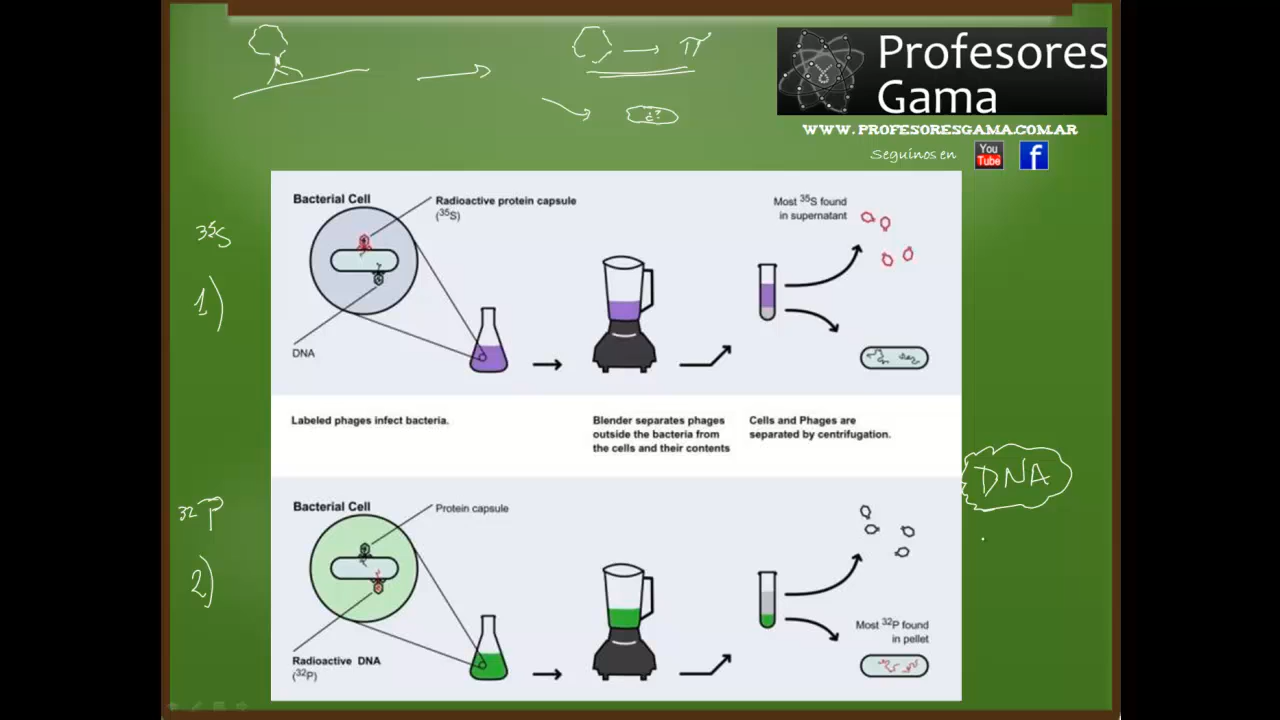 π
¿?
Profesores
Gama
WWW.PROFESORESGAMA.COM.AR
Seguinos en
You
Tube
f
Bacterial Cell
Radioactive protein capsule
(35S)
DNA
Most 35S found
in supernatant
35S
1)
Labeled phages infect bacteria.
Blender separates phages
outside the bacteria from
the cells and their contents
Cells and Phages are
separated by centrifugation.
DNA
32P
2)
Bacterial Cell
Protein capsule
Radioactive DNA
(32P)
Most 32P found
in pellet